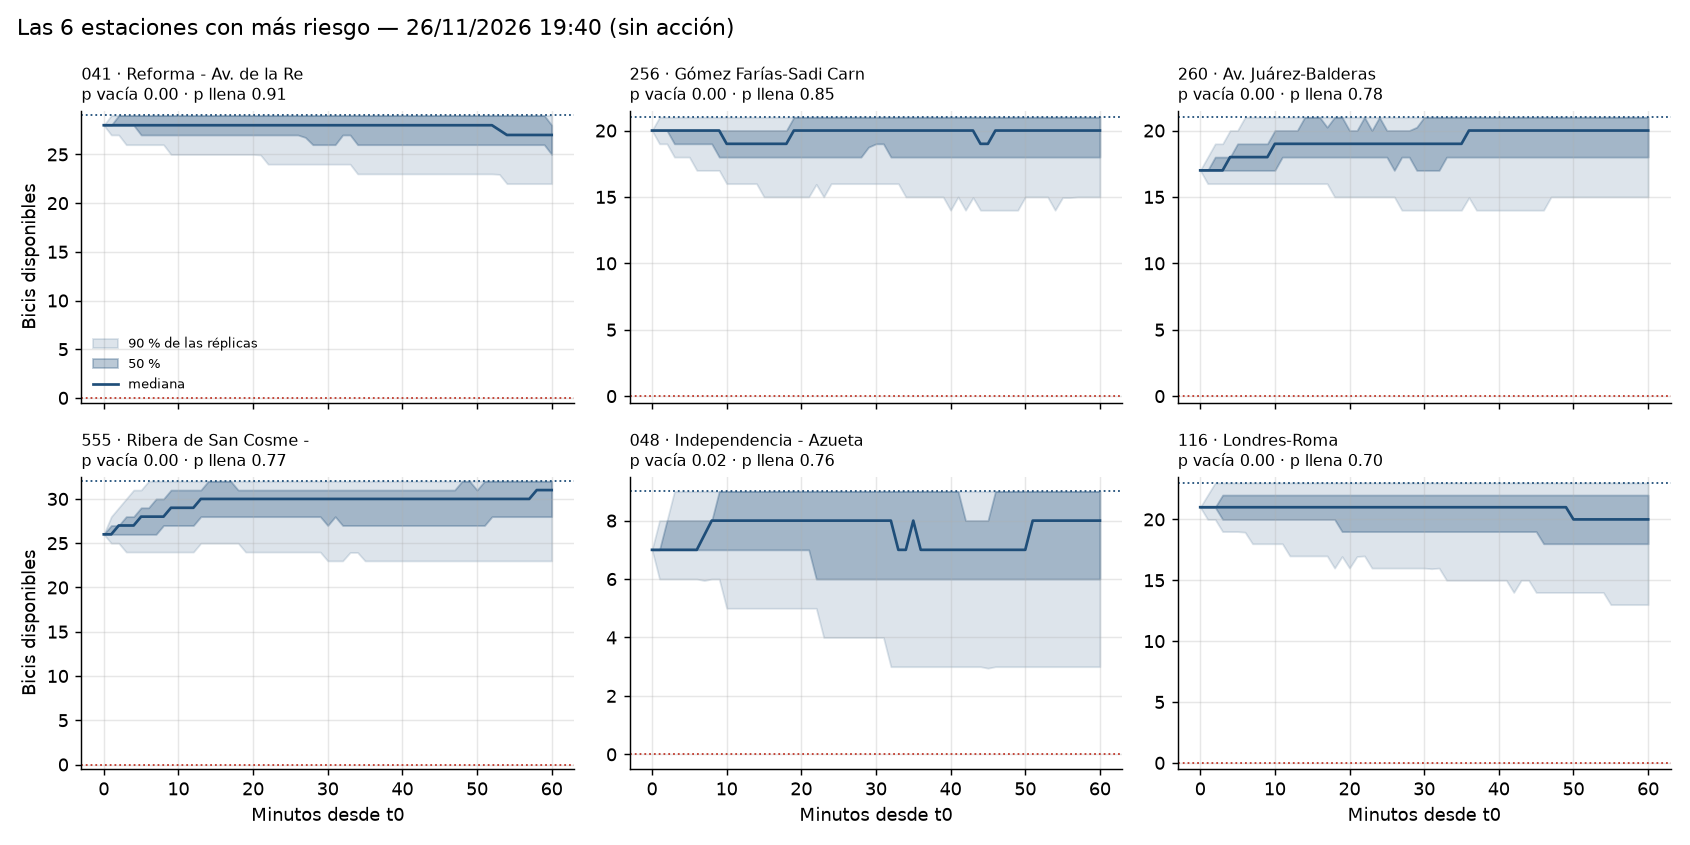 Las 6 estaciones con más riesgo — 26/11/2026 19:40 (sin acción)
041 · Reforma - Av. de la Re
p vacía 0.00 · p llena 0.91
256 · Gómez Farías-Sadi Carn
p vacía 0.00 · p llena 0.85
260 · Av. Juárez-Balderas
p vacía 0.00 · p llena 0.78
Bicis disponibles
25
20
15
10
5
0
90 % de las réplicas
50 %
mediana
20
15
10
5
0
20
15
10
5
0
555 · Ribera de San Cosme -
p vacía 0.00 · p llena 0.77
048 · Independencia - Azueta
p vacía 0.02 · p llena 0.76
116 · Londres-Roma
p vacía 0.00 · p llena 0.70
Bicis disponibles
30
25
20
15
10
5
0
0 10 20 30 40 50 60
Minutos desde t0
8
6
4
2
0
0 10 20 30 40 50 60
Minutos desde t0
20
15
10
5
0
0 10 20 30 40 50 60
Minutos desde t0